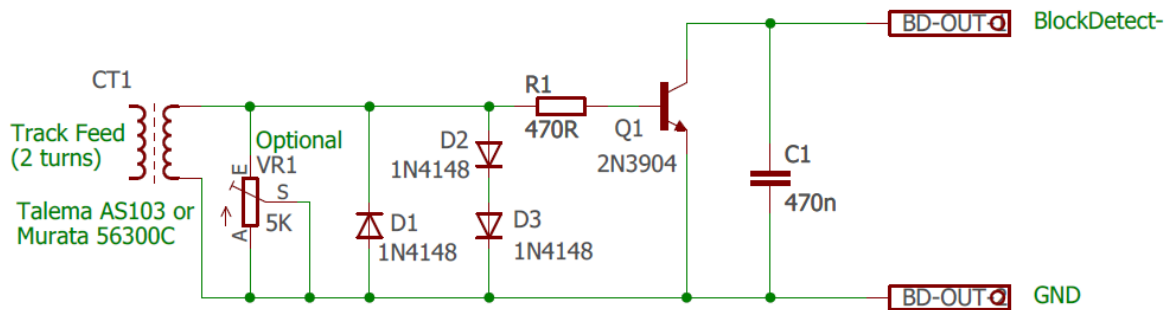 BD-OUT-1
BlockDetect-
CT1
R1
470R
Q1
2N3904
Track Feed
(2 turns)
Optional
VR1
E
S
A
5K
D2
1N4148
C1
470n
Talema AS103 or
Murata 56300C
D1
1N4148
D3
1N4148
BD-OUT-2
GND